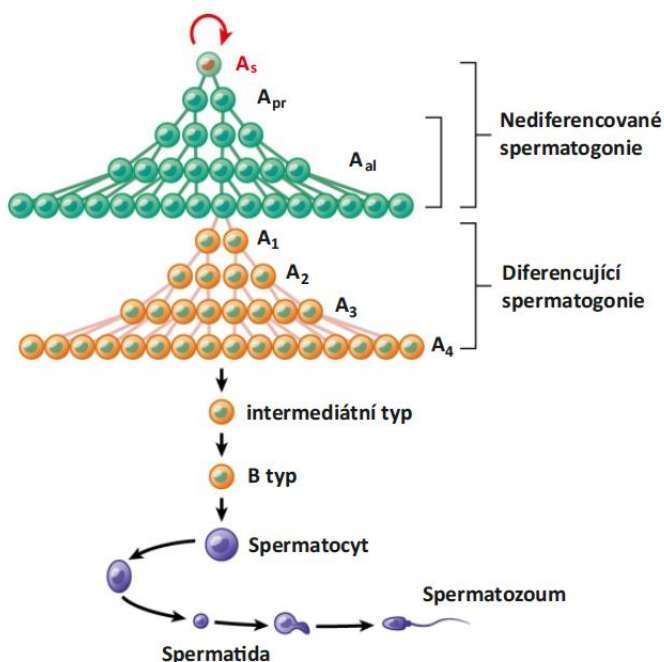 As
Apr
Aal
Nediferencované
spermatogonie
A1
A2
A3
A4
Diferencující
spermatogonie
intermediátní typ
B typ
Spermatocyt
Spermatozoum
Spermatida